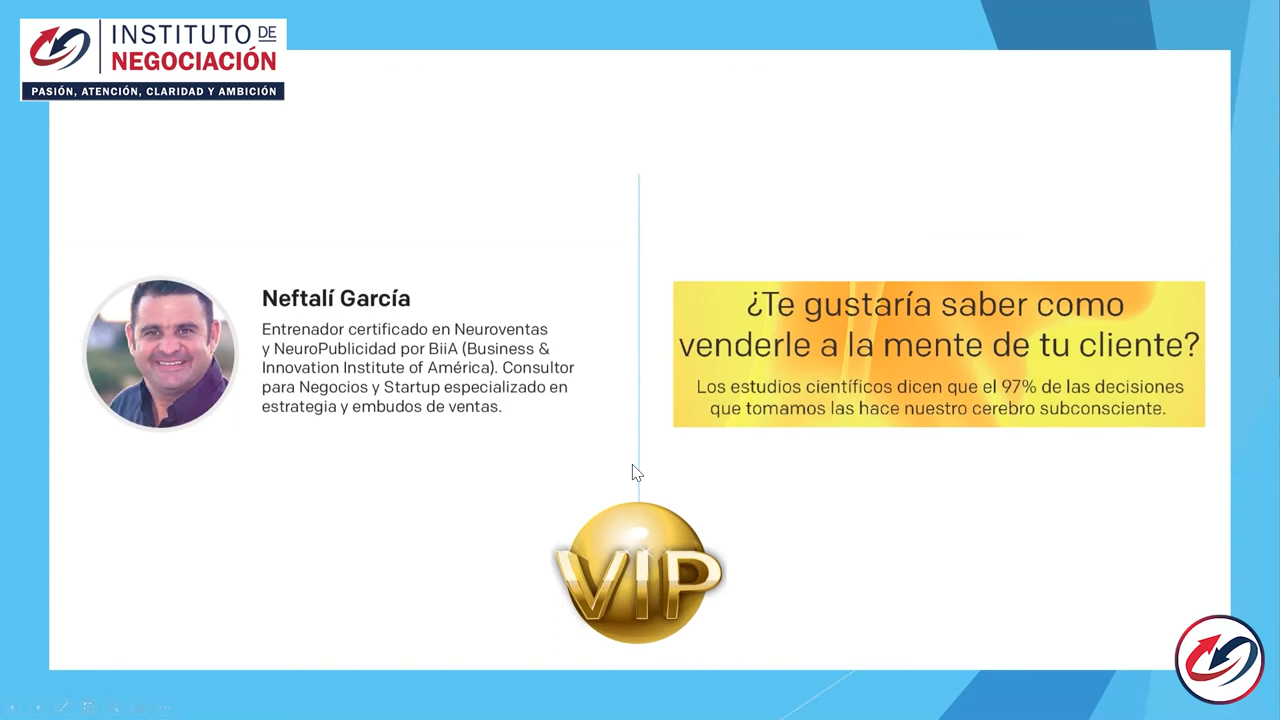 INSTITUTO DE
NEGOCIACIÓN
PASIÓN, ATENCIÓN, CLARIDAD Y AMBICIÓN
Neftalí García
Entrenador certificado en Neuroventas
y NeuroPublicidad por BiiA (Business &
Innovation Institute of América). Consultor
para Negocios y Startup especializado en
estrategia y embudos de ventas.
¿Te gustaría saber como
venderle a la mente de tu cliente?
Los estudios científicos dicen que el 97% de las decisiones
que tomamos las hace nuestro cerebro subconsciente.
VIP